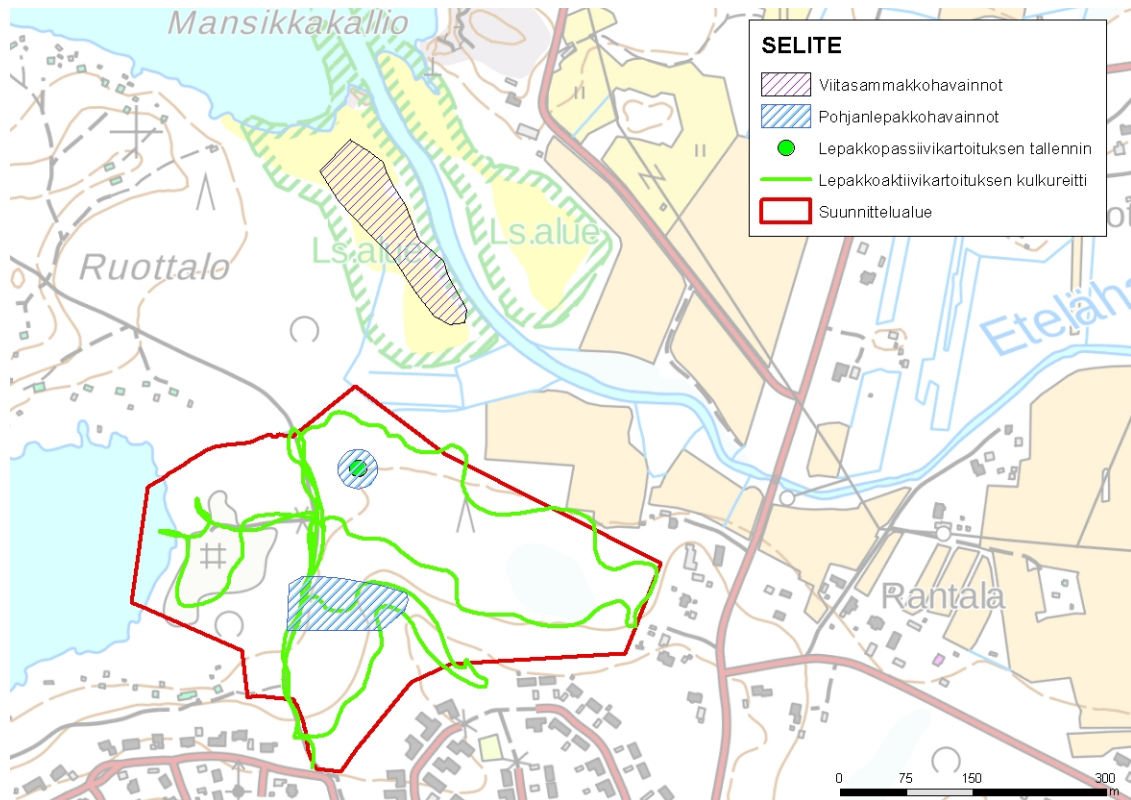 Mansikkakallio
SELITE
Viitasammakkohavainnot
Pohjanlepakkohavainnot
Lepakkopassiivikartoituksen tallennin
Lepakkoaktiivikartoituksen kulkureitti
Suunnittelualue
Ls.alue
Ls.alue
Ruottalo
Rantala
0 75 150 300
m